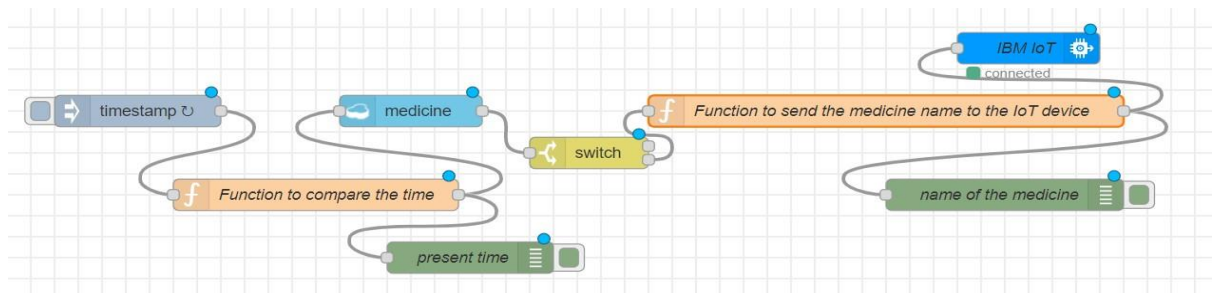 IBM IoT
connected
timestamp ↻
medicine
Function to send the medicine name to the IoT device
switch
Function to compare the time
name of the medicine
present time